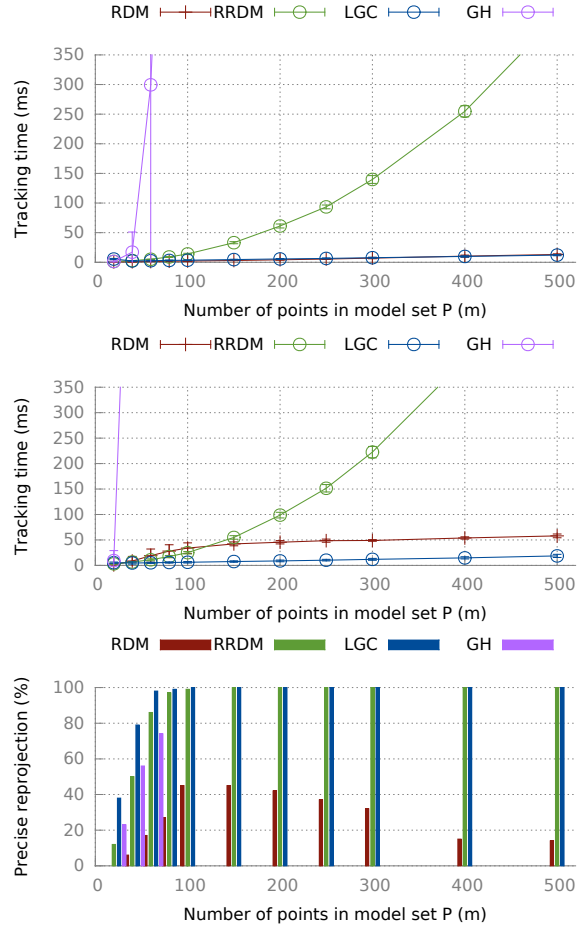 RDM RRDM LGC GH
350
300
250
200
150
100
50
0
Tracking time (ms)
0 100 200 300 400 500
Number of points in model set P (m)
RDM RRDM LGC GH
350
300
250
200
150
100
50
0
Tracking time (ms)
0 100 200 300 400 500
Number of points in model set P (m)
RDM RRDM LGC GH
100
80
60
40
20
0
Precise reprojection (%)
0 100 200 300 400 500
Number of points in model set P (m)